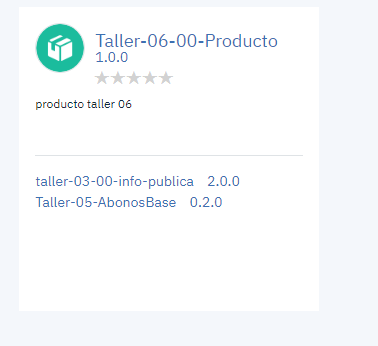 Taller-06-00-Producto
1.0.0
producto taller 06
taller-03-00-info-publica 2.0.0
Taller-05-AbonosBase 0.2.0